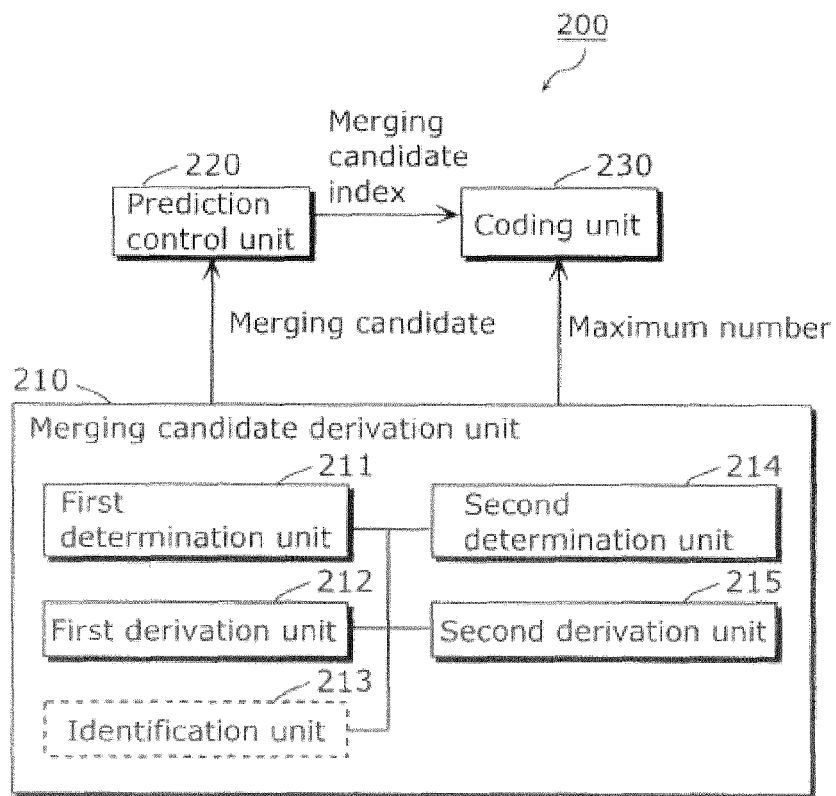 200
Merging
candidate
index
220
230
Prediction
control unit
Coding unit
Merging candidate
Maximum number
210
Merging candidate derivation unit
211
214
First
determination unit
Second
determination unit
212
215
First derivation unit
Second derivation unit
213
Identification unit